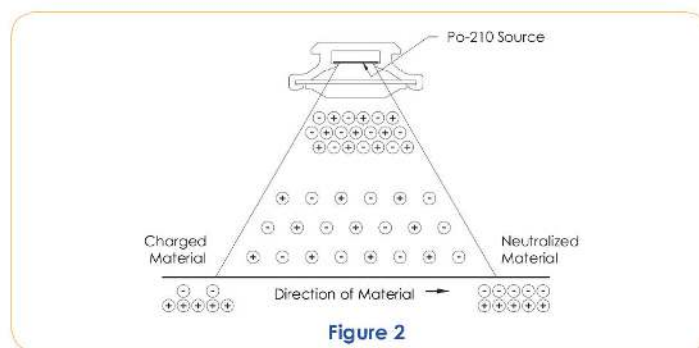 Po-210 Source
Charged
Material
Neutralized
Material
Direction of Material
Figure 2